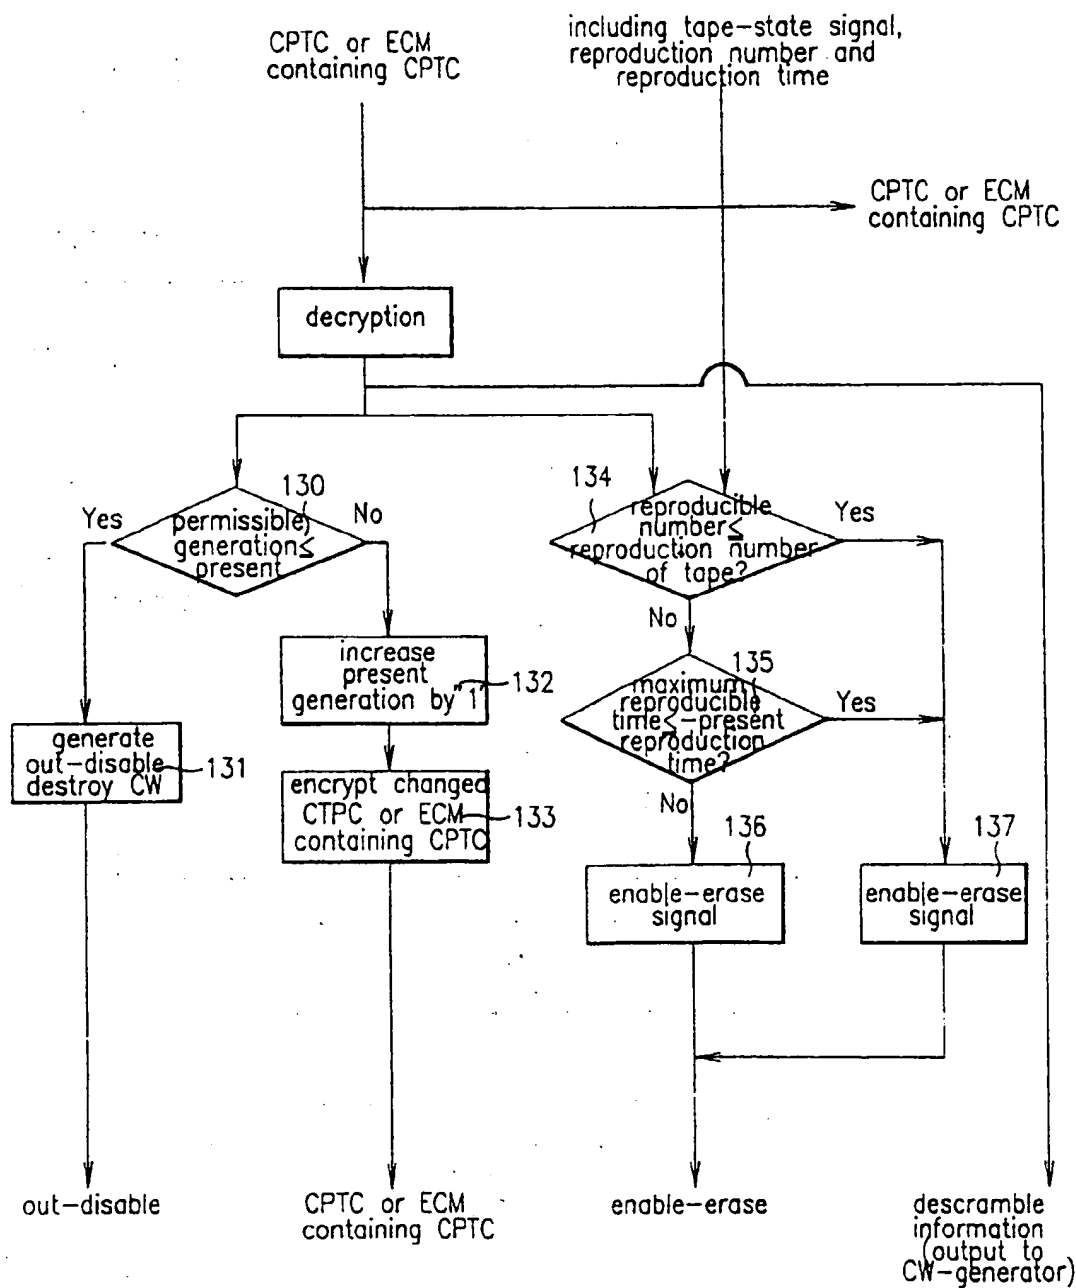 CPTC or ECM
containing CPTC
including tape-state signal,
reproduction number and
reproduction time
CPTC or ECM
containing CPTC
decryption
130
permissible
generation≤
present
Yes
No
134
reproducible
number≤
reproduction number
of tape?
Yes
No
increase
present
generation by "1"
132
135
maximum
reproducible
time≤-present
reproduction
time?
Yes
No
generate
out-disable
destroy CW
131
encrypt changed
CTPC or ECM
containing CPTC
133
136
enable-erase
signal
137
enable-erase
signal
out-disable
CPTC or ECM
containing CPTC
enable-erase
descramble
information
(output to
CW-generator)